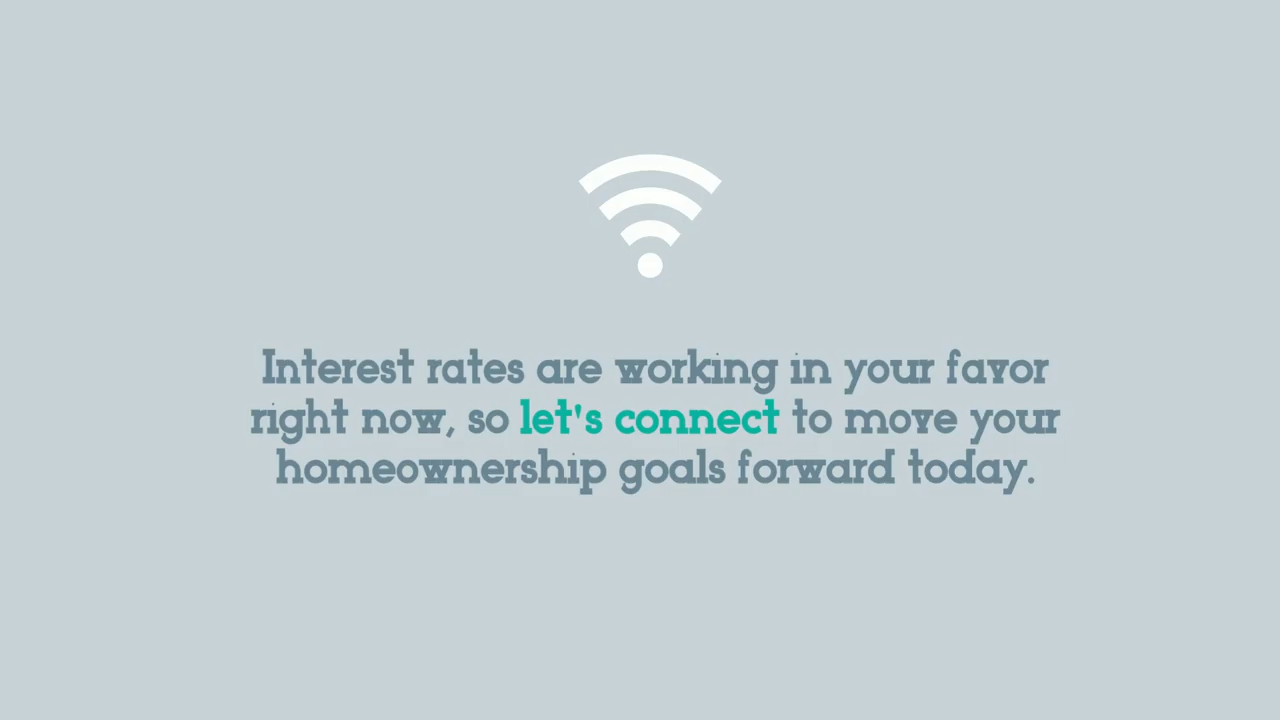 Interest rates are working in your favor
right now, so let's connect to move your
homeownership goals forward today.